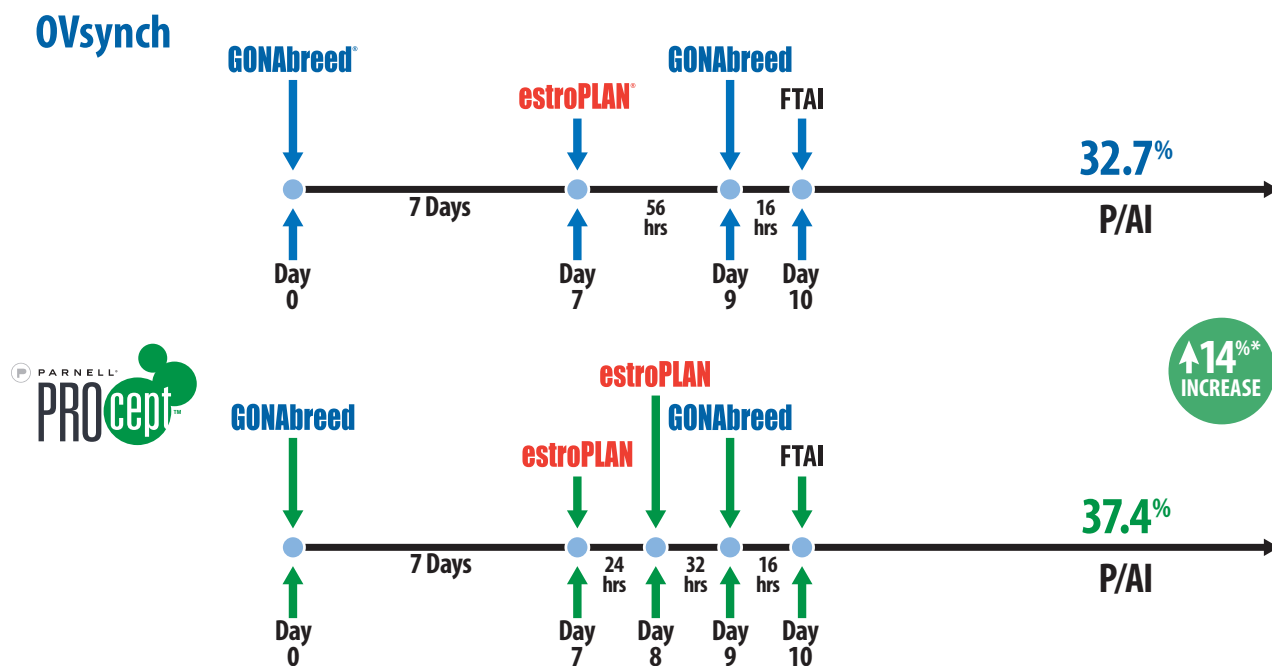 OVsynch
GONAbreed®
estroPLAN®
GONAbreed
FTAI
32.7%
7 Days
56
hrs
16
hrs
P/AI
Day
0
Day
7
Day
9
Day
10
P PARNELL®
PROcept™
GONAbreed
estroPLAN
estroPLAN
GONAbreed
FTAI
14%*
INCREASE
37.4%
7 Days
24
hrs
32
hrs
16
hrs
P/AI
Day
0
Day
7
Day
8
Day
9
Day
10